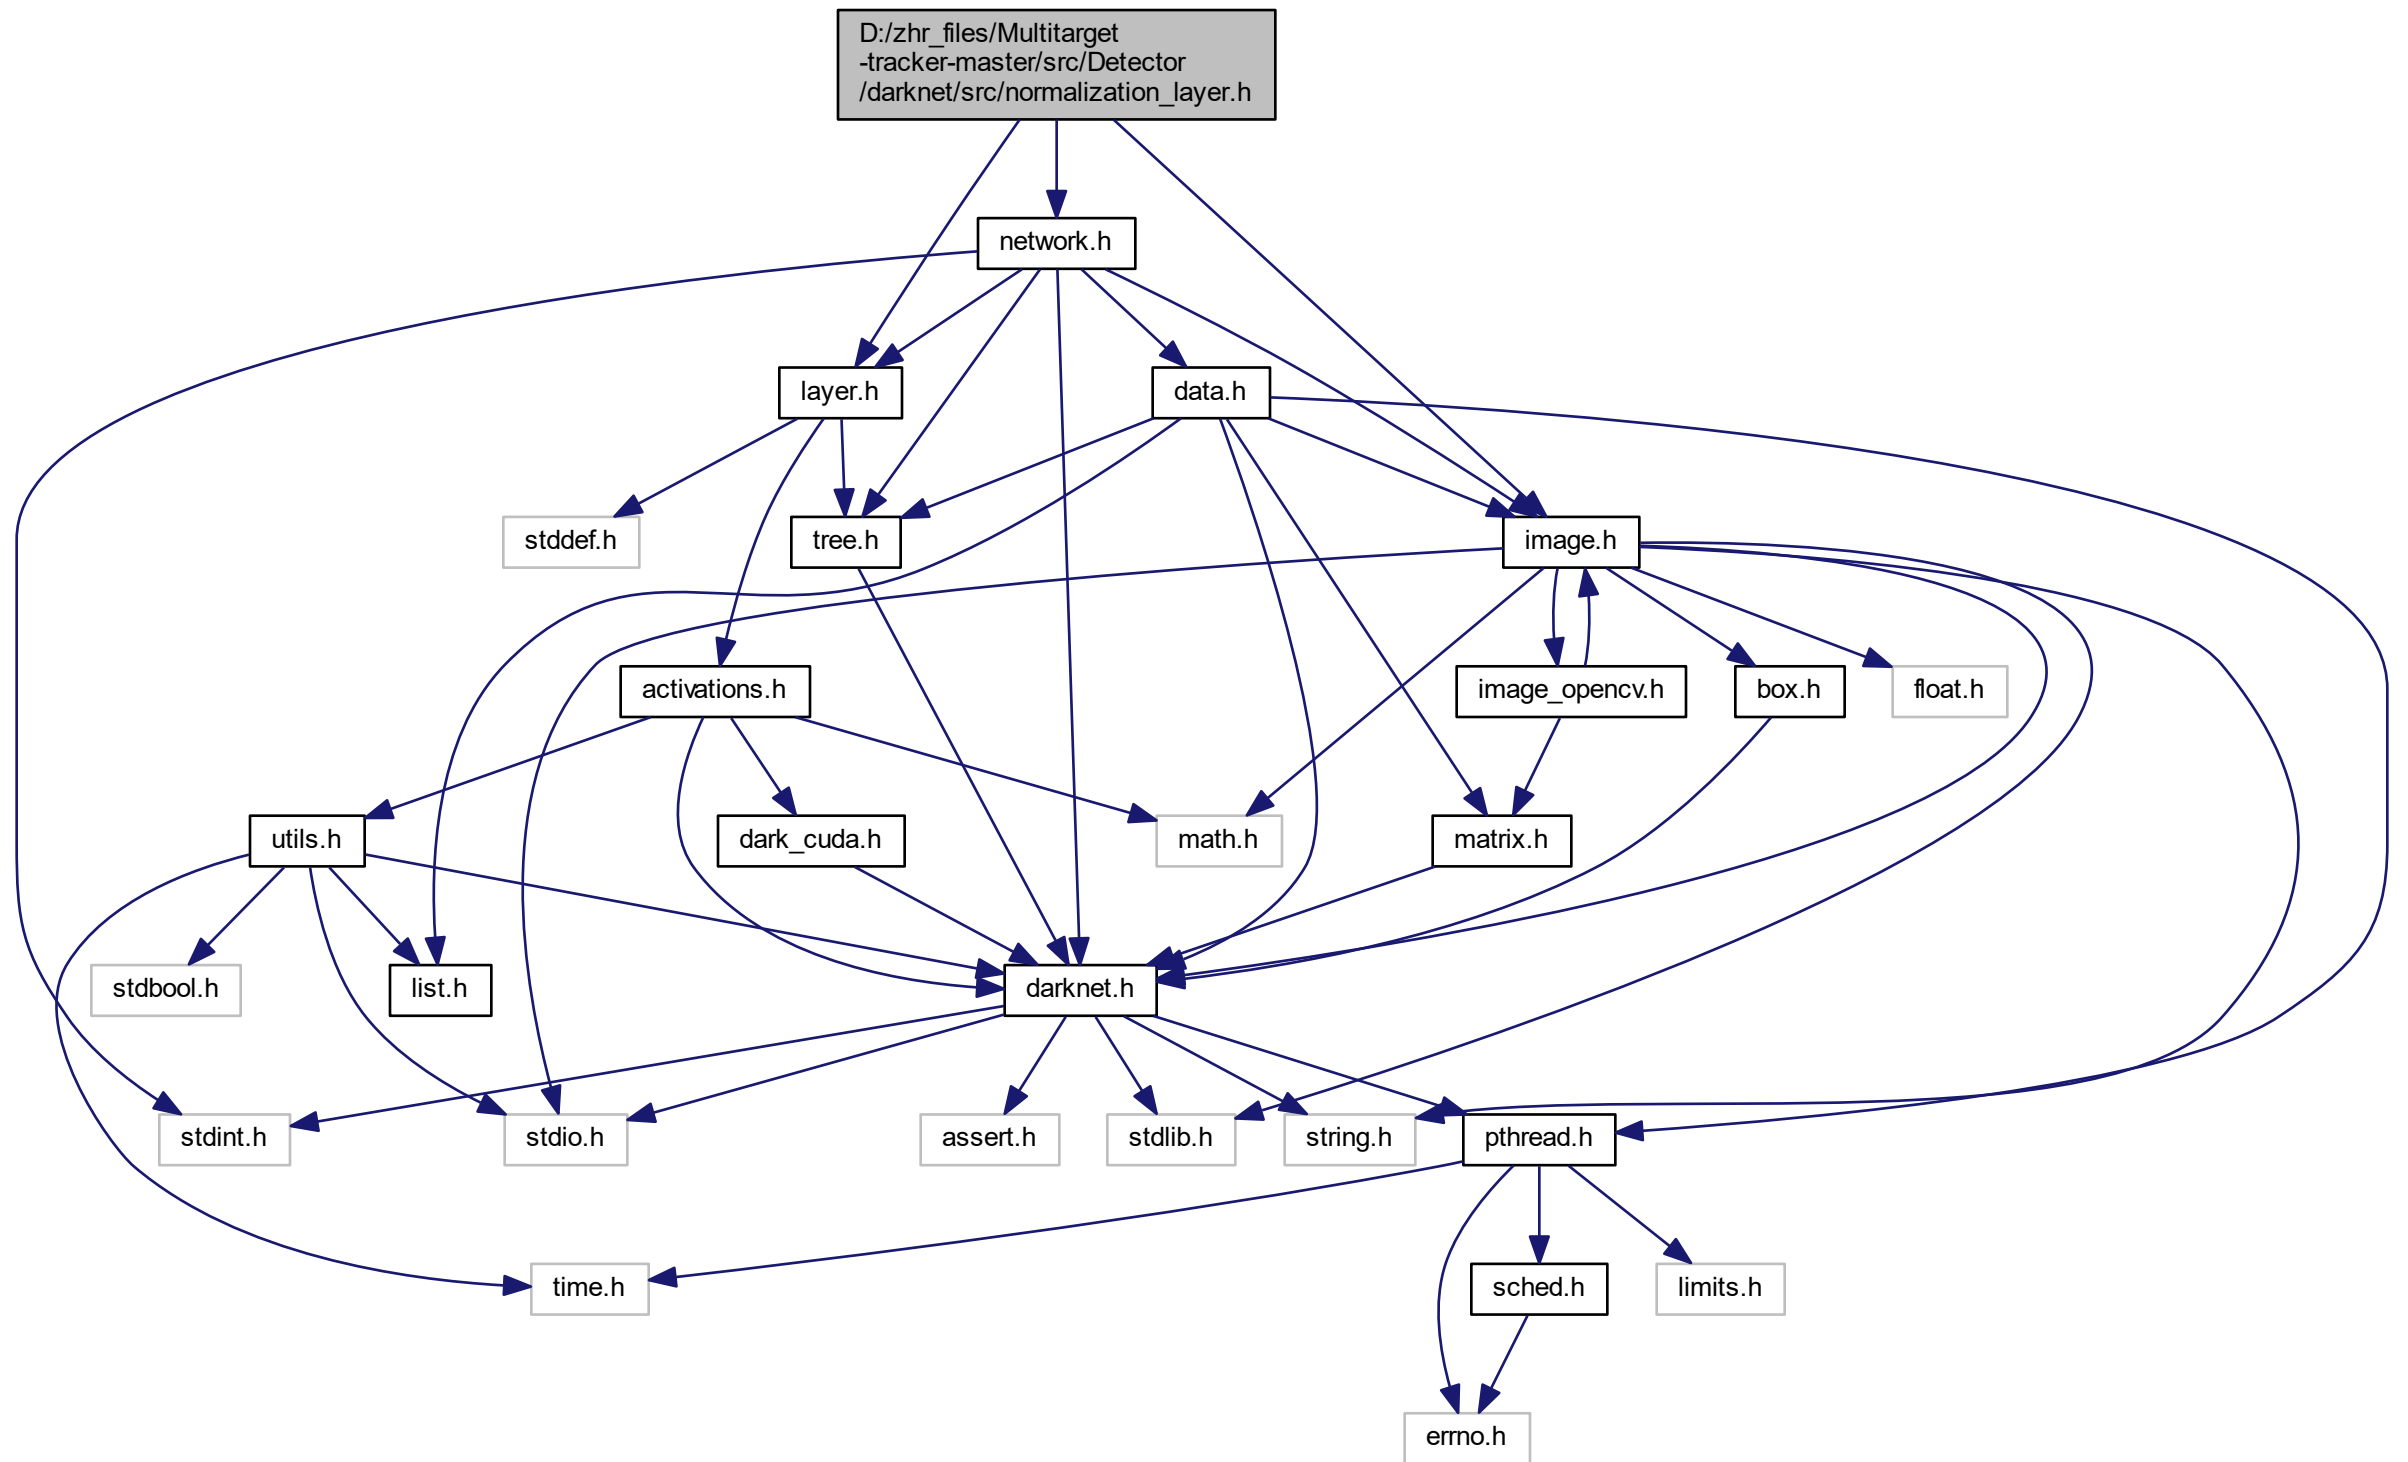 D:/zhr_files/Multitarget
-tracker-master/src/Detector
/darknet/src/normalization_layer.h
network.h
layer.h
data.h
stddef.h
tree.h
image.h
activations.h
image_opencv.h
box.h
float.h
utils.h
dark_cuda.h
math.h
matrix.h
stdbool.h
list.h
darknet.h
stdint.h
stdio.h
assert.h
stdlib.h
string.h
pthread.h
time.h
sched.h
limits.h
errno.h